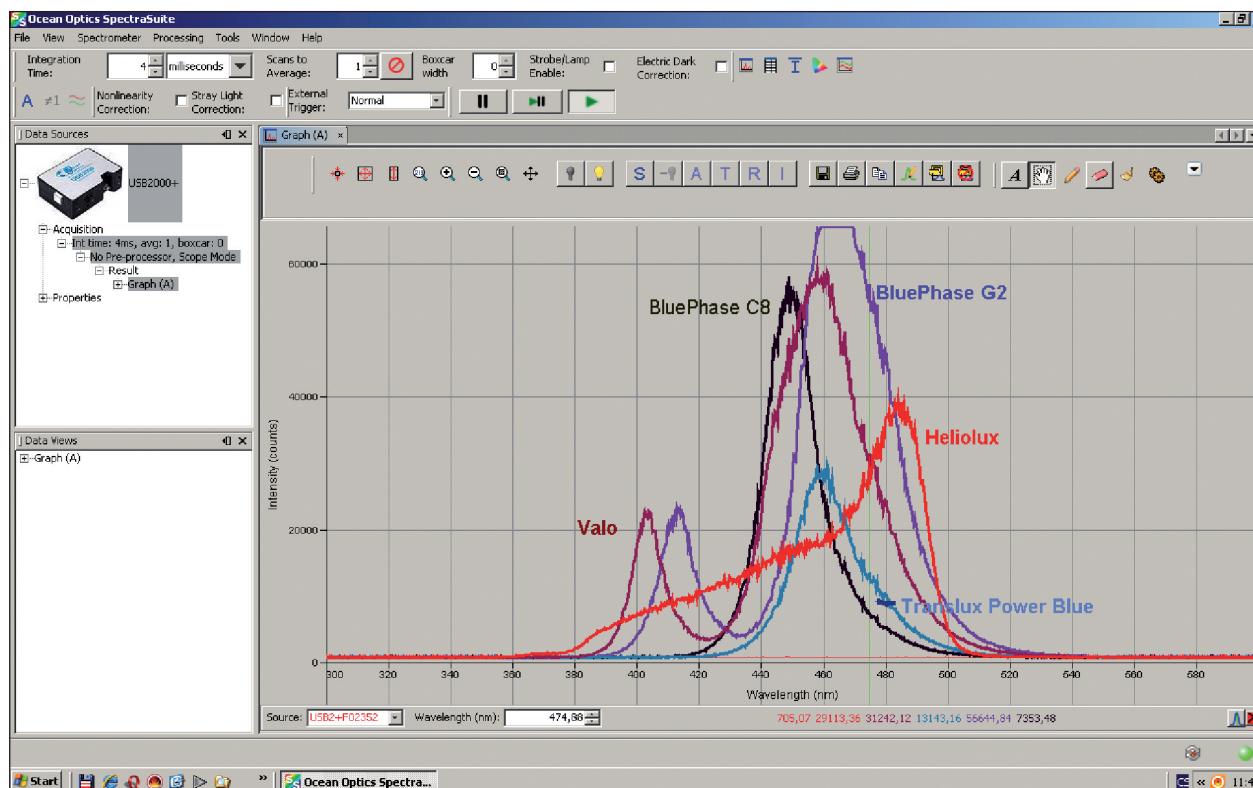 Ocean Optics SpectraSuite
File View Spectrometer Processing Tools Window Help
Integration Time: 4 milliseconds Scans to Average: 1 Boxcar width 0 Strobe/Lamp Enable: Electric Dark Correction:
A ≠1 Nonlinearity Correction: Stray Light Correction: External Trigger: Normal
Data Sources
USB2000+
Acquisition
Int time: 4ms, avg: 1, boxcar: 0
No Pre-processor, Scope Mode
Result
Graph (A)
Properties
Data Views
Graph (A)
Graph (A)
S A T R I A
60000
40000
20000
0
Intensity (counts)
BluePhase C8
BluePhase G2
Heliolux
Valo
Translux Power Blue
300 320 340 360 380 400 420 440 460 480 500 520 540 560 580
Wavelength (nm)
Source: USB2+F02352 Wavelength (nm): 474,88 705,07 29113,36 31242,12 13143,16 56644,84 7353,48
Start » Ocean Optics Spectra... CS « 11:4